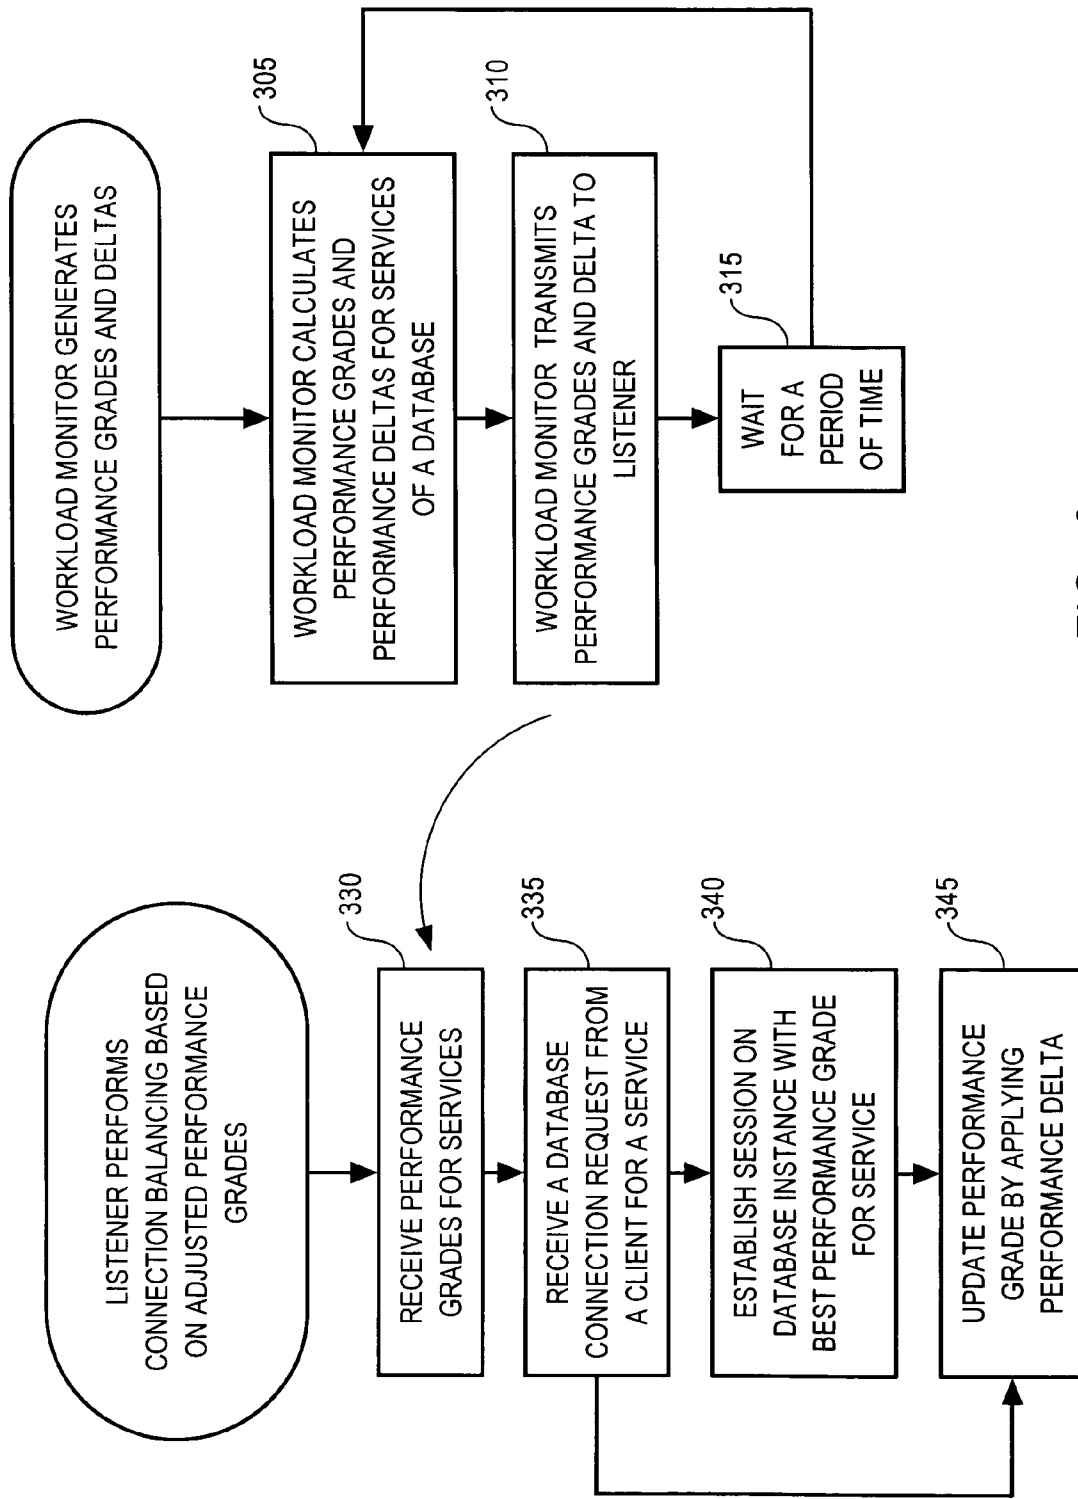 LISTENER PERFORMS
CONNECTION BALANCING BASED
ON ADJUSTED PERFORMANCE
GRADES
330
RECEIVE PERFORMANCE
GRADES FOR SERVICES
335
RECEIVE A DATABASE
CONNECTION REQUEST FROM
A CLIENT FOR A SERVICE
340
ESTABLISH SESSION ON
DATABASE INSTANCE WITH
BEST PERFORMANCE GRADE
FOR SERVICE
345
UPDATE PERFORMANCE
GRADE BY APPLYING
PERFORMANCE DELTA
WORKLOAD MONITOR GENERATES
PERFORMANCE GRADES AND DELTAS
305
WORKLOAD MONITOR CALCULATES
PERFORMANCE GRADES AND
PERFORMANCE DELTAS FOR SERVICES
OF A DATABASE
310
WORKLOAD MONITOR TRANSMITS
PERFORMANCE GRADES AND DELTA TO
LISTENER
315
WAIT
FOR A
PERIOD
OF TIME